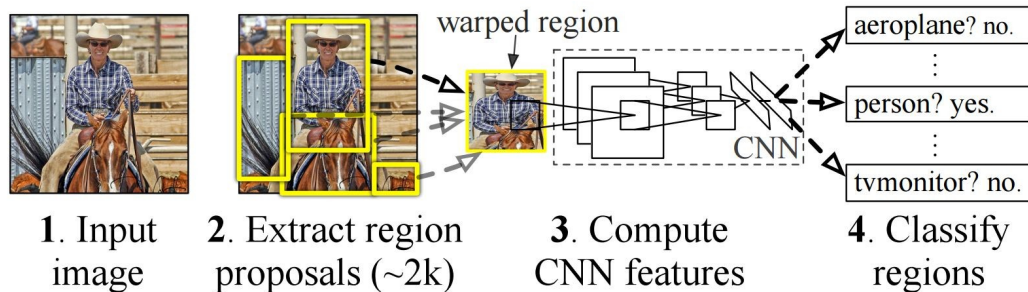 warped region
aeroplane? no.
person? yes.
CNN
tvmonitor? no.
1. Input
image
2. Extract region
proposals (~2k)
3. Compute
CNN features
4. Classify
regions